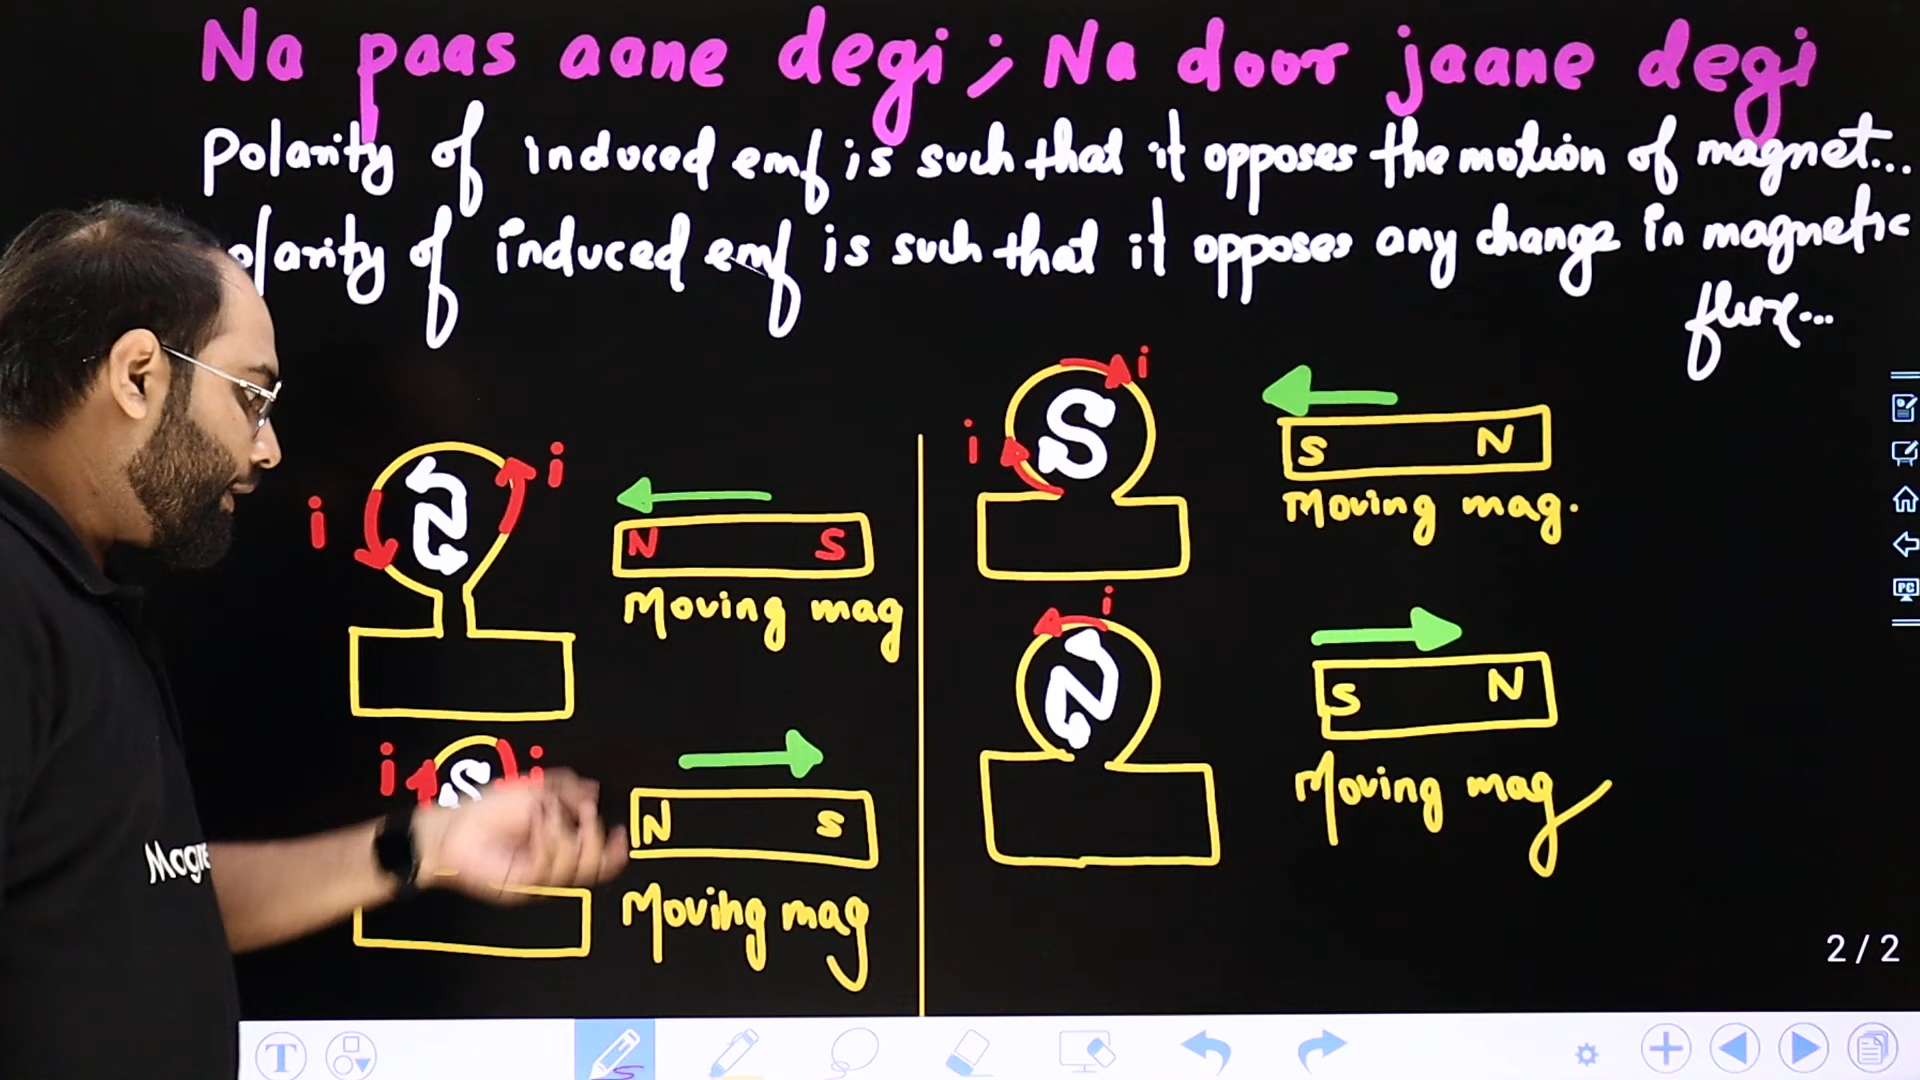 Na paas aane degi ; Na door jaane degi
Polarity of induced emf is such that it opposes the motion of magnet...
olarity of induced emf is such that it opposes any change in magnetic
flux...
i
S
i
S N
Moving mag.
i
N
i
N S
Moving mag
i
N
S N
Moving mag
i
S
i
N S
Moving mag
Magne
2 / 2
T
PC